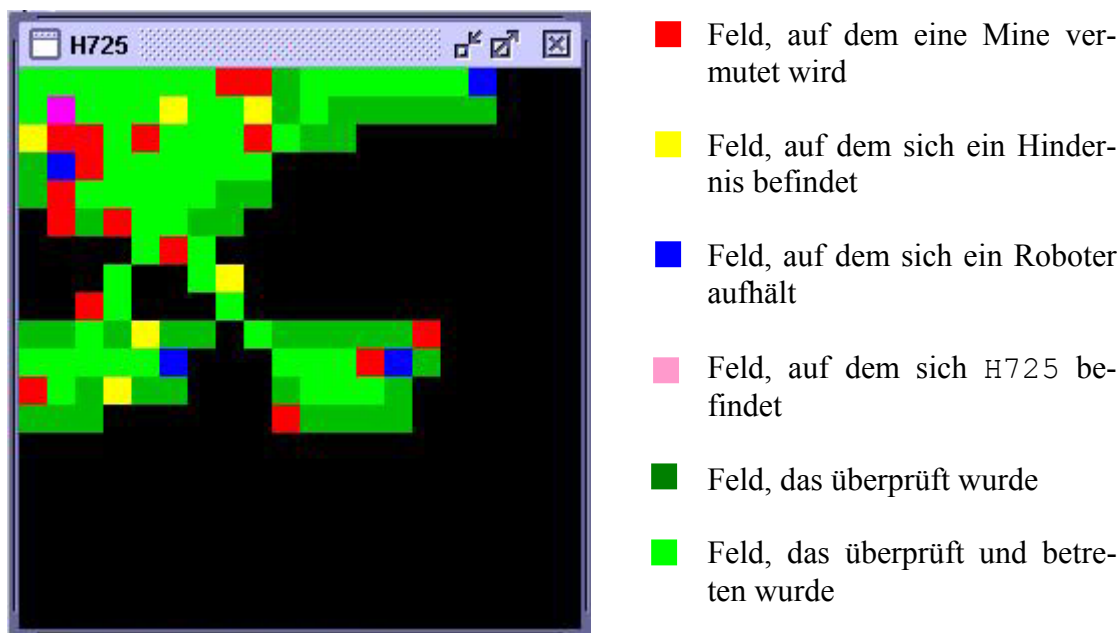 H725
Feld, auf dem eine Mine ver-
mutet wird
Feld, auf dem sich ein Hinder-
nis befindet
Feld, auf dem sich ein Roboter
aufhält
Feld, auf dem sich H725 be-
findet
Feld, das überprüft wurde
Feld, das überprüft und betre-
ten wurde